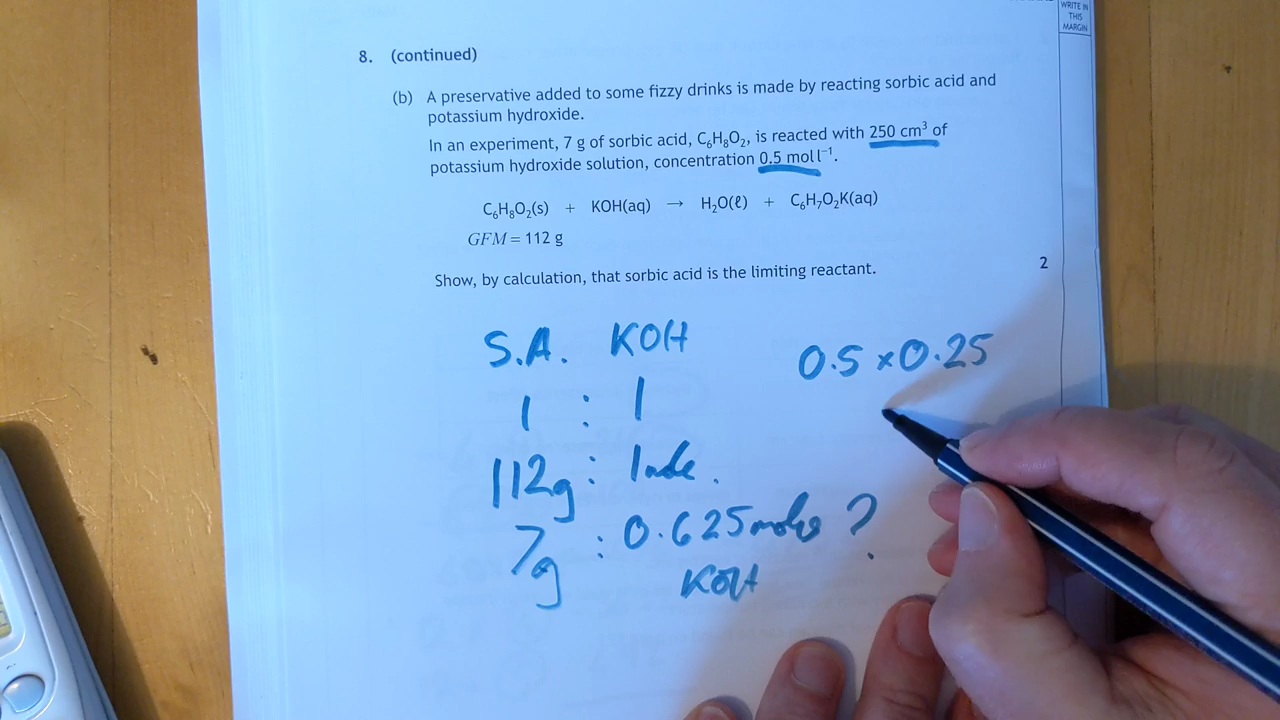 WRITE IN
THIS
MARGIN
8. (continued)
(b) A preservative added to some fizzy drinks is made by reacting sorbic acid and
potassium hydroxide.
In an experiment, 7 g of sorbic acid, C₆H₈O₂, is reacted with 250 cm³ of
potassium hydroxide solution, concentration 0.5 mol l⁻¹.
C₆H₈O₂(s) + KOH(aq) → H₂O(ℓ) + C₆H₇O₂K(aq)
GFM = 112 g
Show, by calculation, that sorbic acid is the limiting reactant. 2
S.A. KOH
0.5 x 0.25
1 : 1
112g : 1mole.
7g : 0.625moles ?
KOH